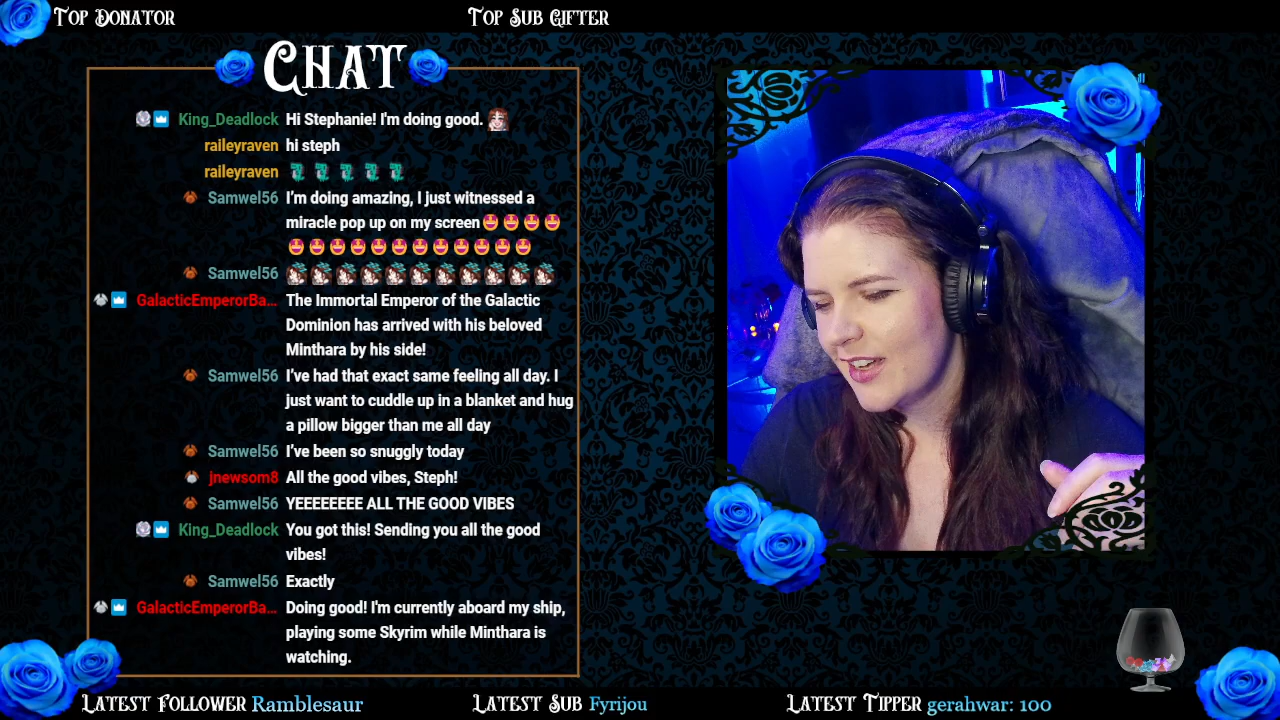 Top Donator
Top Sub Gifter
Chat
King_Deadlock Hi Stephanie! I'm doing good.
raileyraven hi steph
raileyraven
Samwel56 I’m doing amazing, I just witnessed a
miracle pop up on my screen
Samwel56
GalacticEmperorBa... The Immortal Emperor of the Galactic
Dominion has arrived with his beloved
Minthara by his side!
Samwel56 I’ve had that exact same feeling all day. I
just want to cuddle up in a blanket and hug
a pillow bigger than me all day
Samwel56 I’ve been so snuggly today
jnewsom8 All the good vibes, Steph!
Samwel56 YEEEEEEEE ALL THE GOOD VIBES
King_Deadlock You got this! Sending you all the good
vibes!
Samwel56 Exactly
GalacticEmperorBa... Doing good! I'm currently aboard my ship,
playing some Skyrim while Minthara is
watching.
Latest Follower Ramblesaur
Latest Sub Fyrijou
Latest Tipper gerahwar: 100